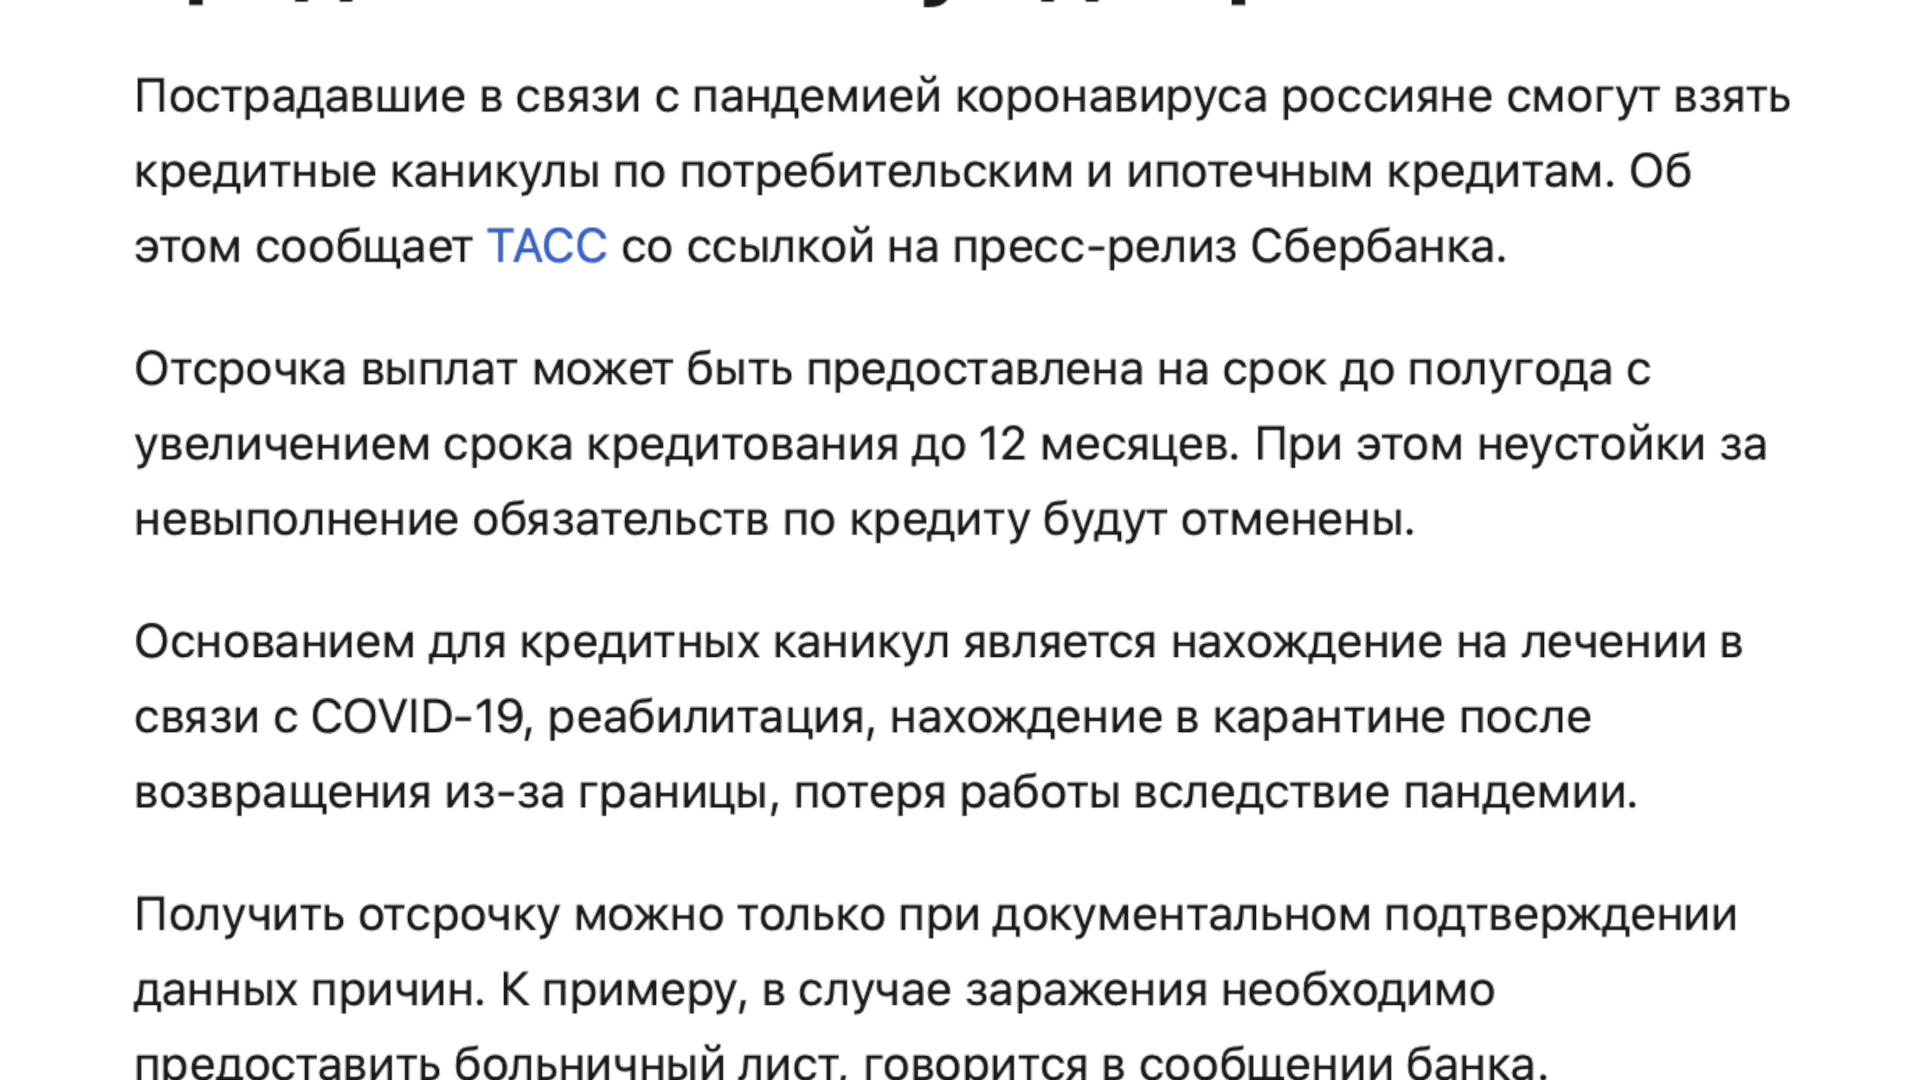 Пострадавшие в связи с пандемией коронавируса россияне смогут взять
кредитные каникулы по потребительским и ипотечным кредитам. Об
этом сообщает ТАСС со ссылкой на пресс-релиз Сбербанка.
Отсрочка выплат может быть предоставлена на срок до полугода с
увеличением срока кредитования до 12 месяцев. При этом неустойки за
невыполнение обязательств по кредиту будут отменены.
Основанием для кредитных каникул является нахождение на лечении в
связи с COVID-19, реабилитация, нахождение в карантине после
возвращения из-за границы, потеря работы вследствие пандемии.
Получить отсрочку можно только при документальном подтверждении
данных причин. К примеру, в случае заражения необходимо
предоставить больничный лист, говорится в сообщении банка.